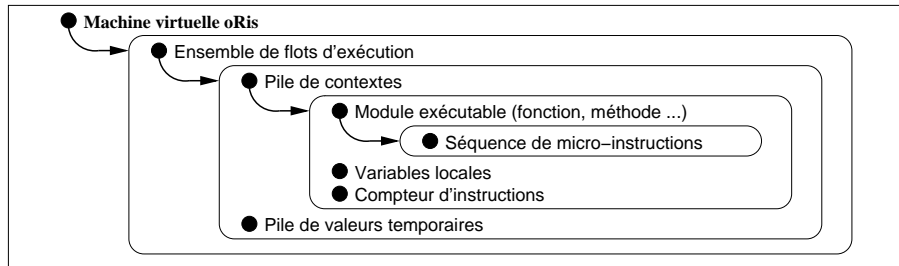 Machine virtuelle oRis
Ensemble de flots d'exécution
Pile de contextes
Module exécutable (fonction, méthode ...)
Séquence de micro−instructions
Variables locales
Compteur d'instructions
Pile de valeurs temporaires